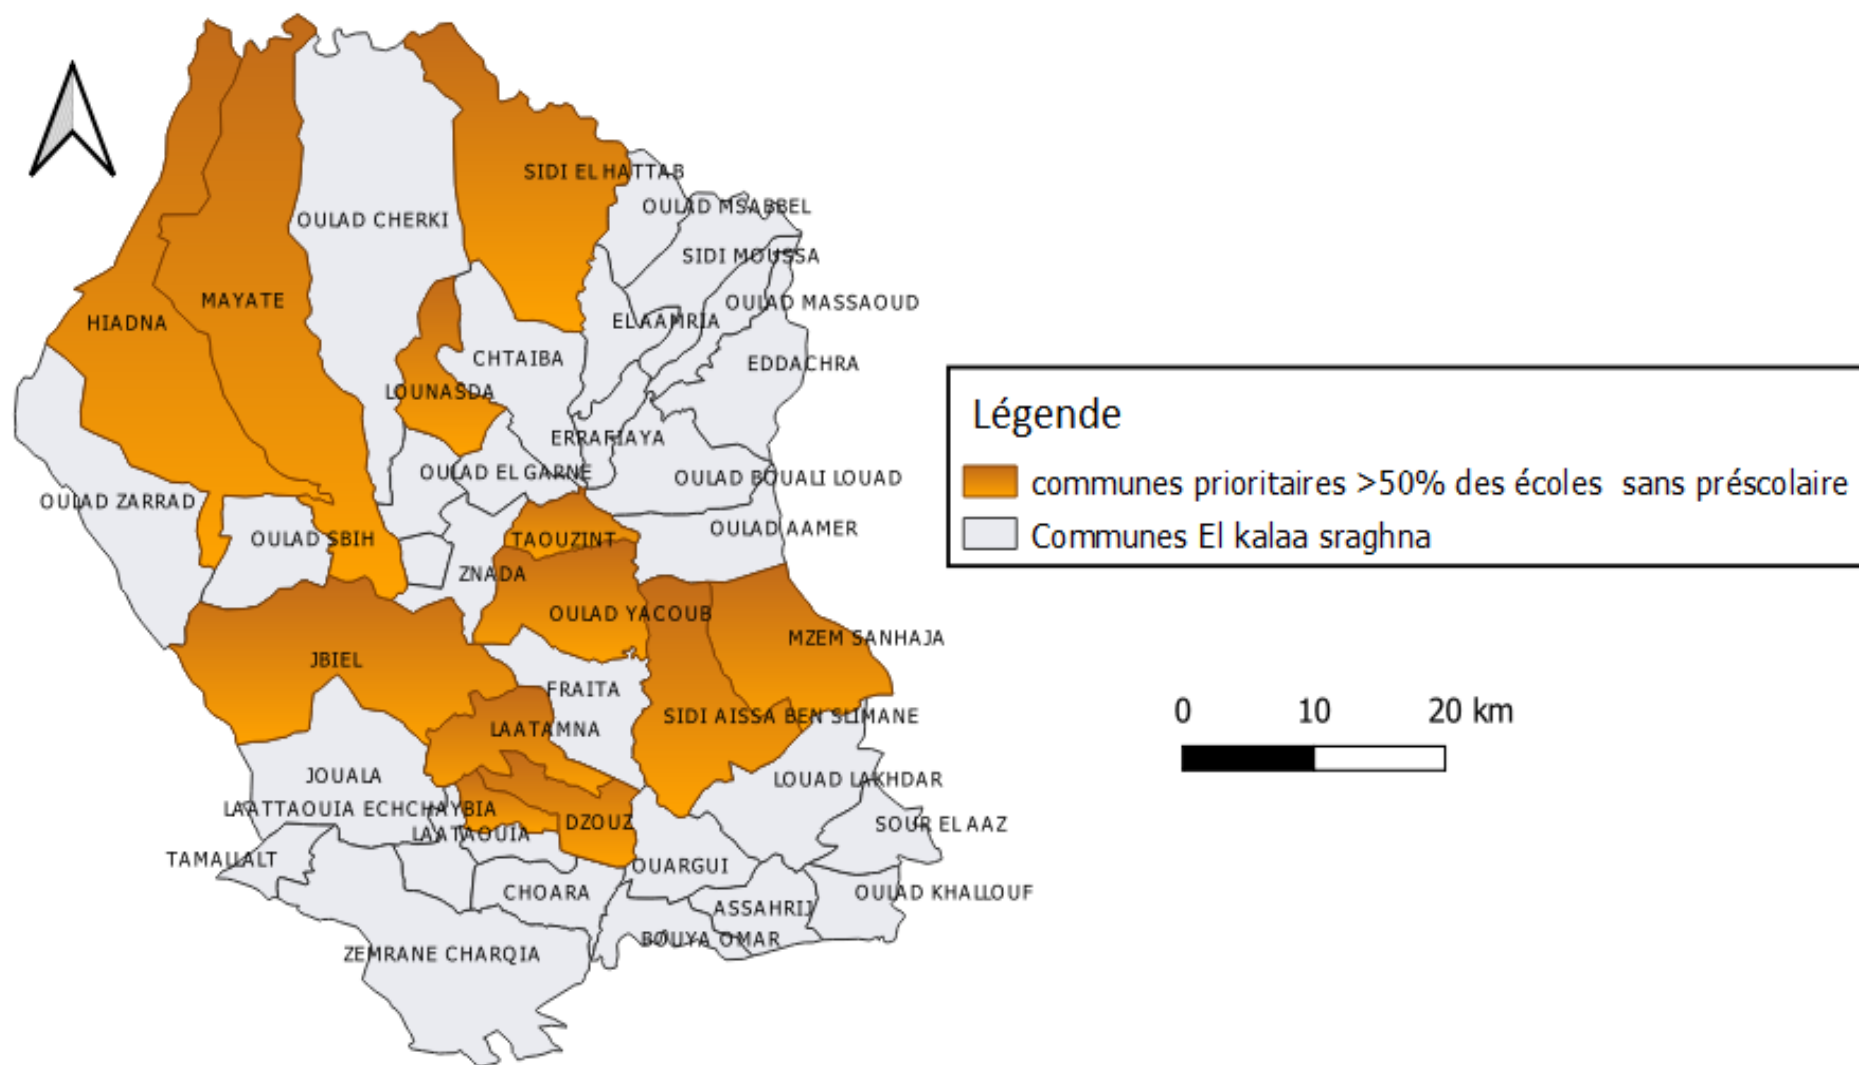 SIDI EL HATTAB
OULAD MSABBEL
OULAD CHERKI
SIDI MOUSSA
MAYATE
OULAD MASSAOUD
HIADNA
EL AAMRIA
CHTAIBA
EDDACHRA
LOUNASDA
ERRAFIAYA
OULAD EL GARNE
OULAD BOUALI LOUAD
OULAD ZARRAD
OULAD AAMER
OULAD SBIH
TAOUZINT
ZNADA
OULAD YACOUB
MZEM SANHAJA
JBIEL
FRAITA
SIDI AISSA BEN SLIMANE
LAATAMNA
JOUALA
LOUAD LAKHDAR
LAATTAOUIA ECHCHAYBIA
DZOUZ
SOUR EL AAZ
LAATAOUIA
TAMALLALT
OUARGUI
CHOARA
OULAD KHALLOUF
ASSAHRIJ
BOUYA OMAR
ZEMRANE CHARQIA
Légende
communes prioritaires >50% des écoles sans préscolaire
Communes El kalaa sraghna
0 10 20 km